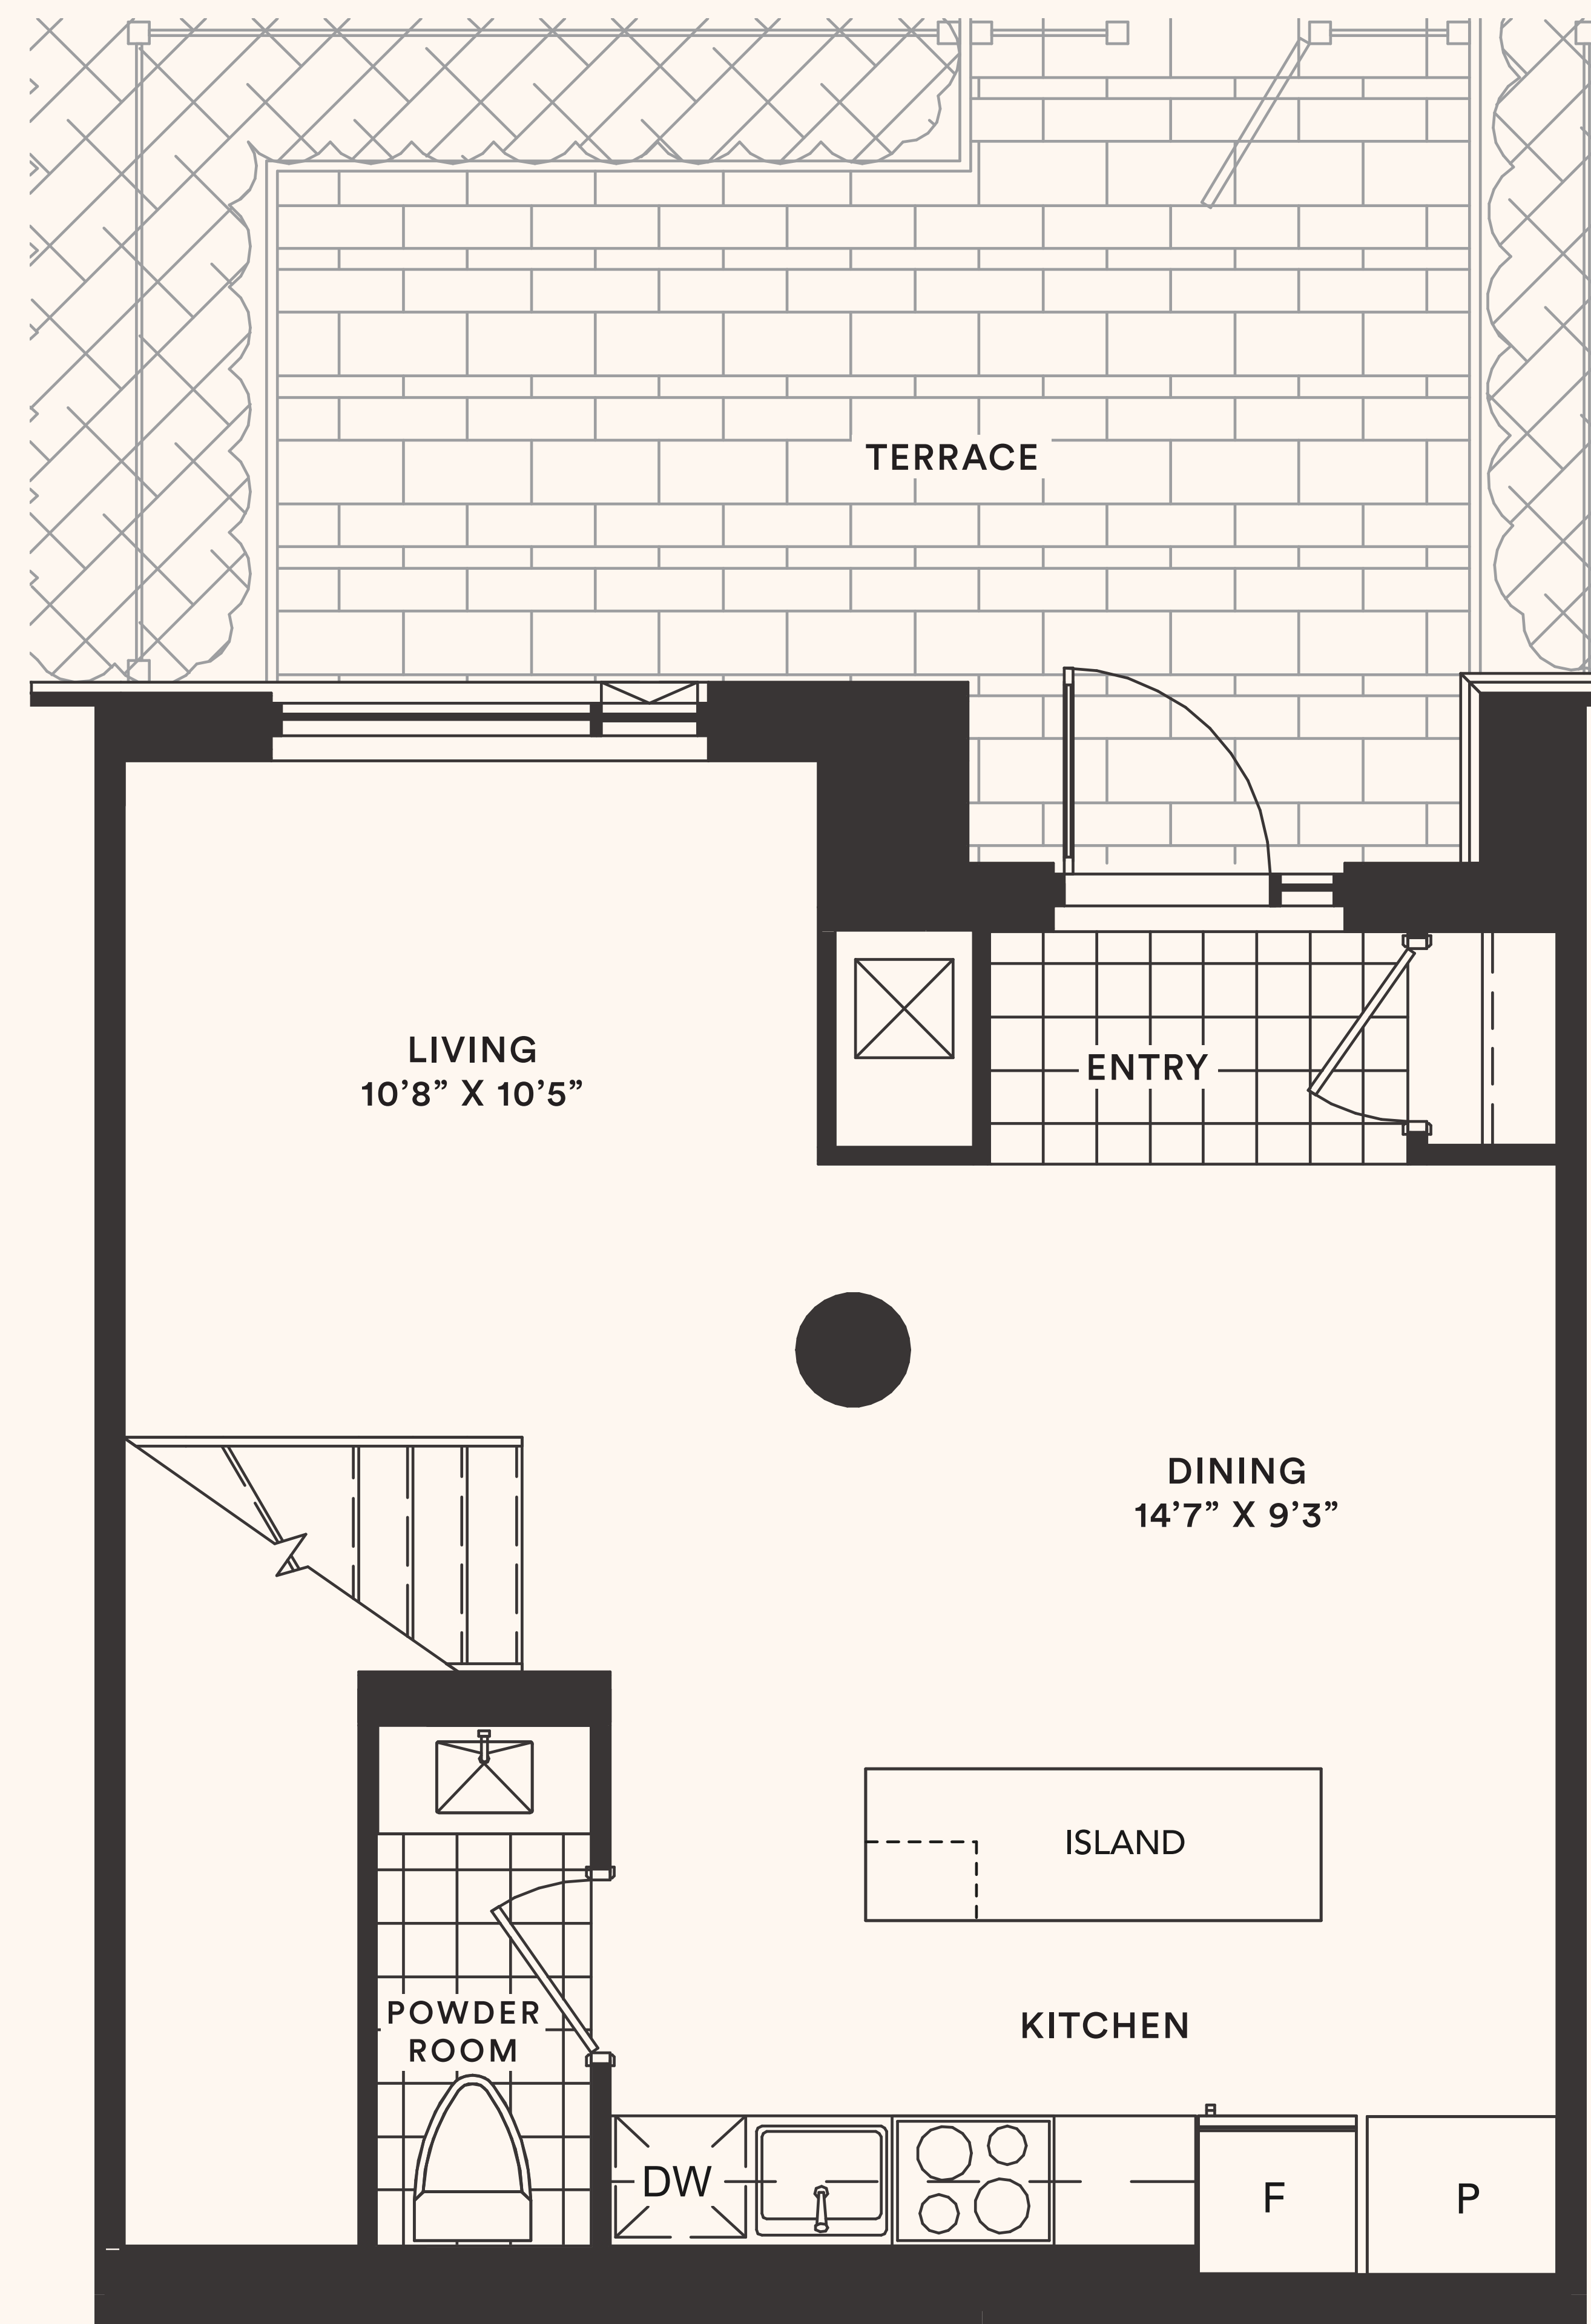 TERRACE
LIVING
10’8” X 10’5”
ENTRY
DINING
14’7” X 9’3”
ISLAND
POWDER
ROOM
KITCHEN
DW
F
P